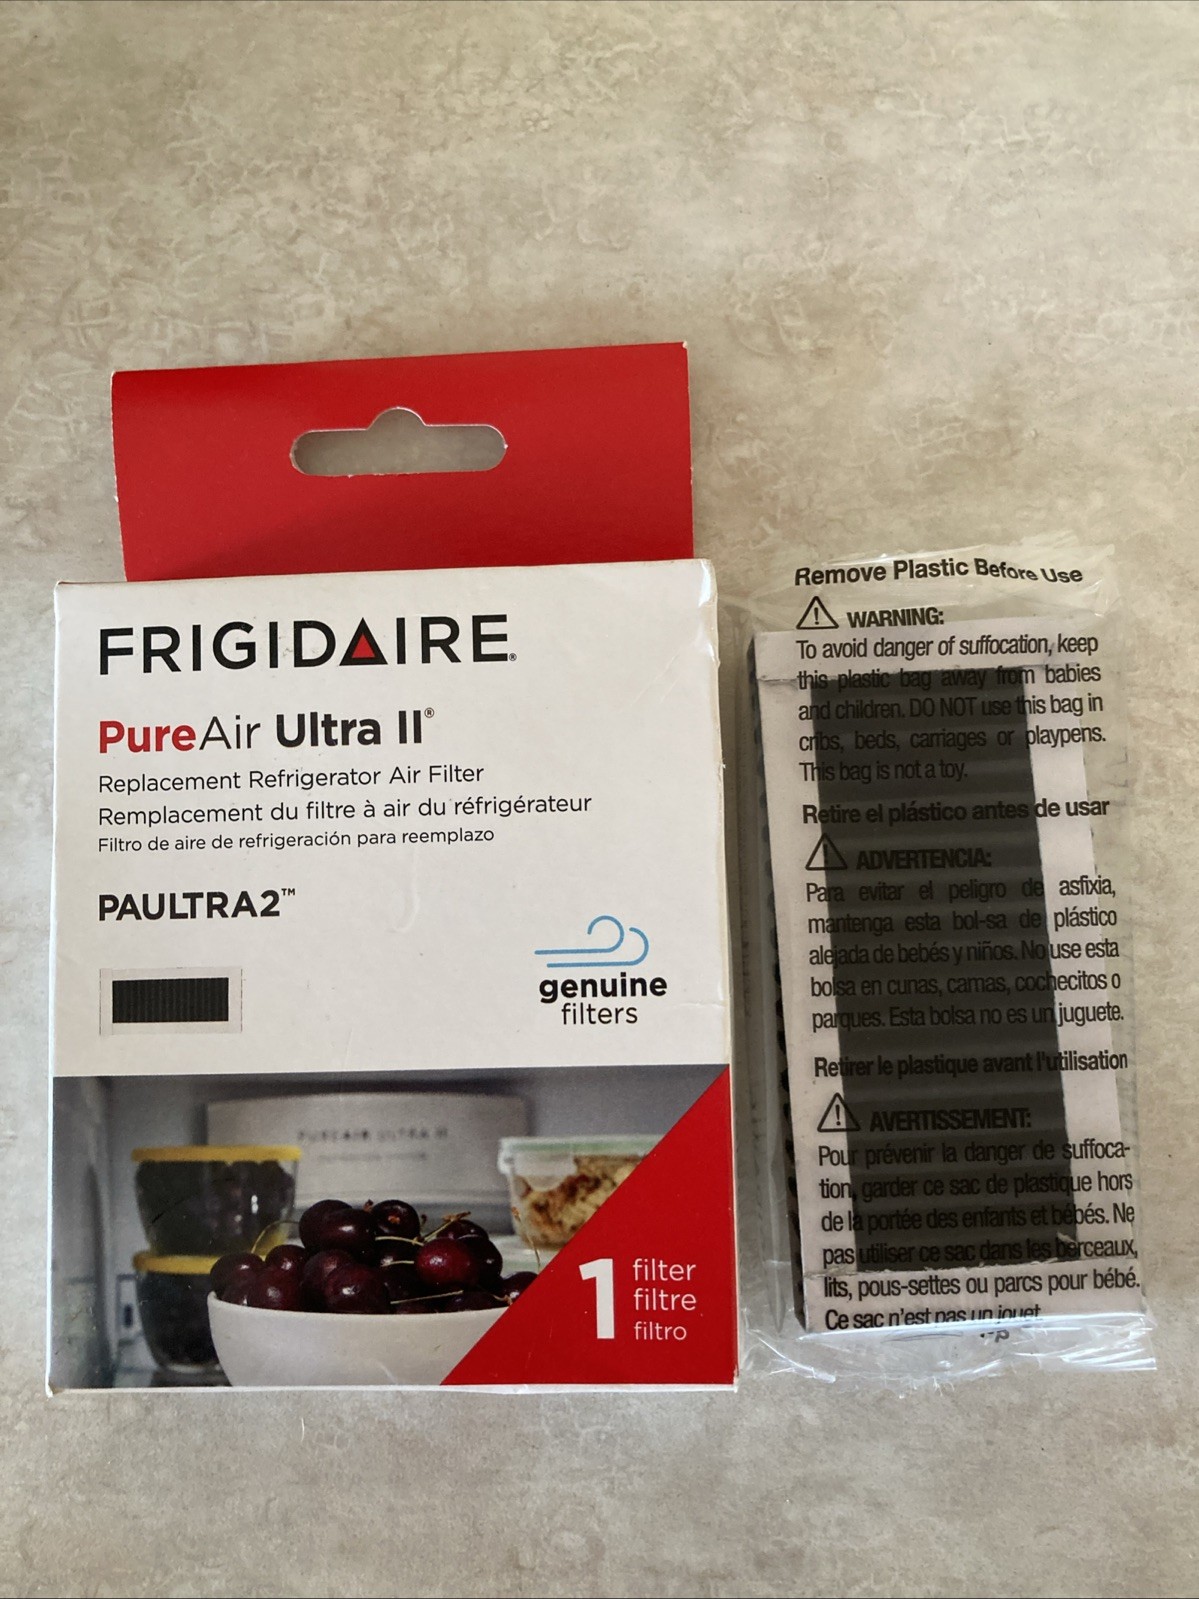 FRIGIDAIRE®
PureAir Ultra II®
Replacement Refrigerator Air Filter
Remplacement du filtre à air du réfrigérateur
Filtro de aire de refrigeración para reemplazo
PAULTRA2™
genuine
filters
PUREAIR ULTRA II
1
filter
filtre
filtro
Remove Plastic Before Use
WARNING:
To avoid danger of suffocation, keep
this plastic bag away from babies
and children. DO NOT use this bag in
cribs, beds, carriages or playpens.
This bag is not a toy.
Retire el plástico antes de usar
ADVERTENCIA:
Para evitar el peligro de asfixia,
mantenga esta bol-sa de plástico
alejada de bebés y niños. No use esta
bolsa en cunas, camas, cochecitos o
parques. Esta bolsa no es un juguete.
Retirer le plastique avant l'utilisation
AVERTISSEMENT:
Pour prévenir la danger de suffoca-
tion, garder ce sac de plastique hors
de la portée des enfants et bébés. Ne
pas utiliser ce sac dans les berceaux,
lits, pous-settes ou parcs pour bébé.
Ce sac n'est pas un jouet.